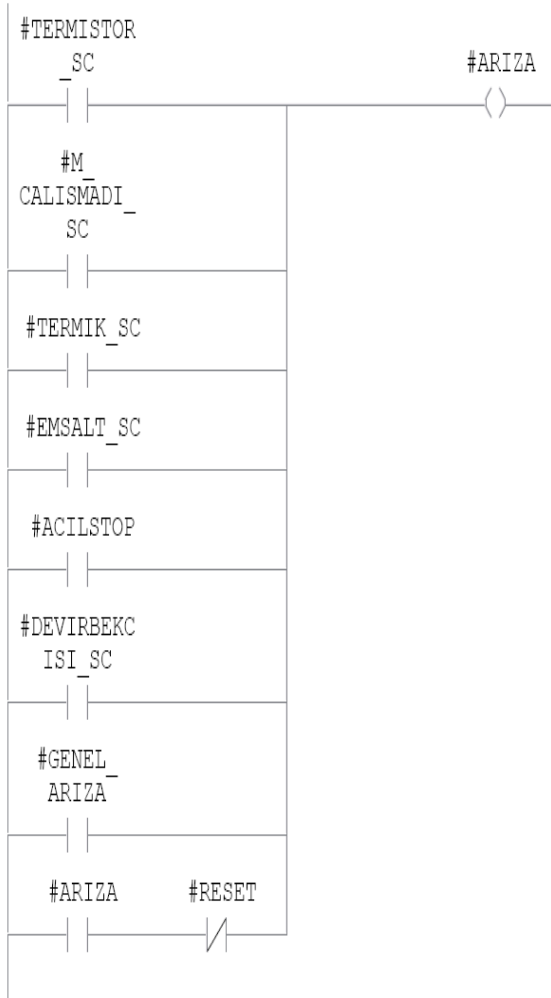 #TERMISTOR
_SC
#ARIZA
#M_
CALISMADI_
SC
#TERMIK_SC
#EMSALT_SC
#ACILSTOP
#DEVIRBEKC
ISI_SC
#GENEL_
ARIZA
#ARIZA #RESET